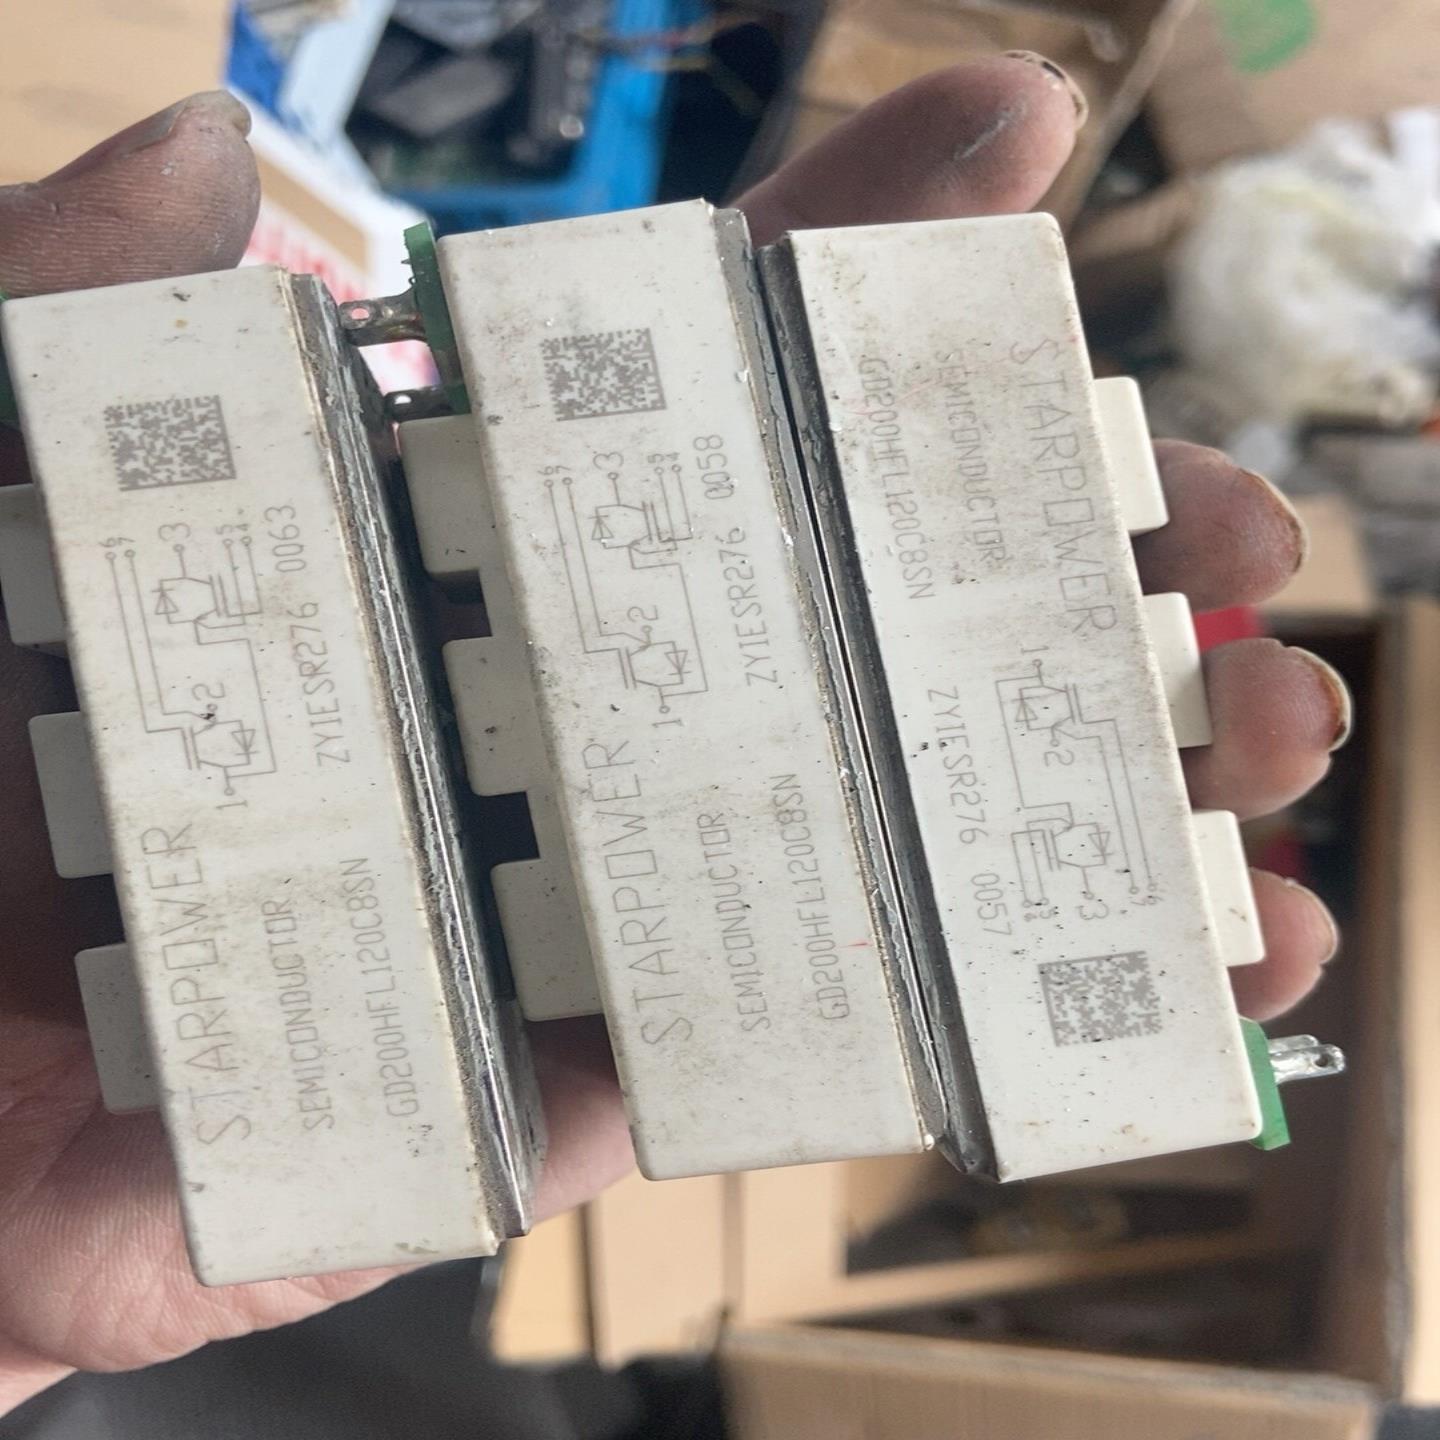 STARPOWER
SEMICONDUCTOR
GD200HFL120C8SN
1
2
3
6
7
5
4
ZYIESR276 0063
STARPOWER
SEMICONDUCTOR
GD200HFL120C8SN
1
2
3
6
7
5
4
ZYIESR276 0058
STARPOWER
SEMICONDUCTOR
GD200HFL120C8SN
1
2
3
6
7
5
4
ZYIESR276 0057